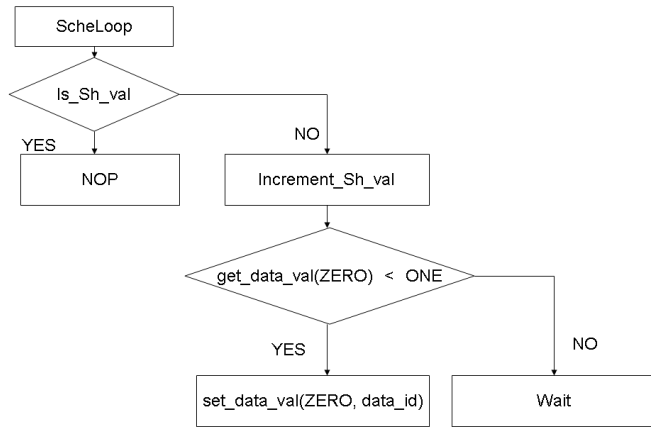 ScheLoop
Is_Sh_val
YES
NO
NOP
Increment_Sh_val
get_data_val(ZERO) < ONE
YES
NO
set_data_val(ZERO, data_id)
Wait